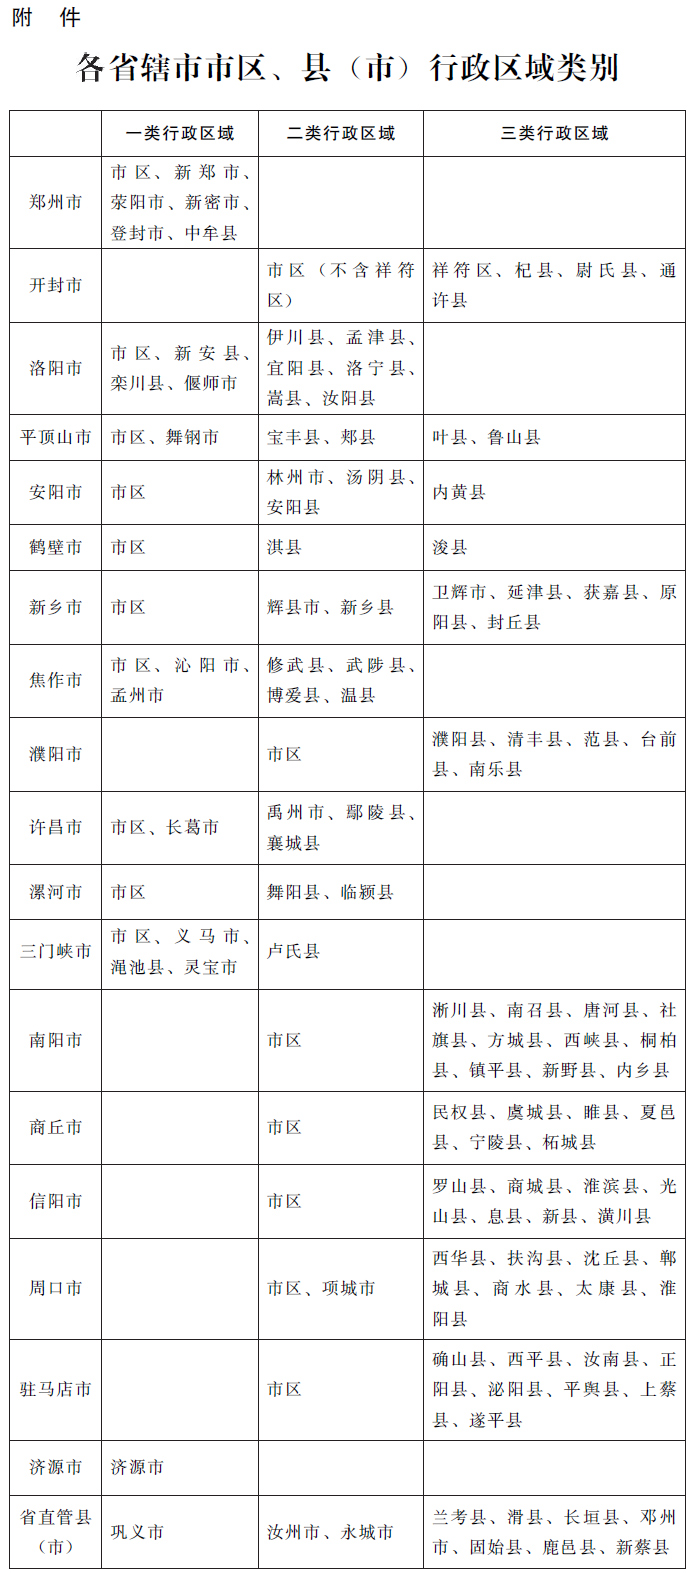 附 件
各省辖市市区、县（市）行政区域类别
一类行政区域 二类行政区域 三类行政区域
郑州市
市区、新郑市、
荥阳市、新密市、
登封市、中牟县
开封市
市区（不含祥符
区）
祥符区、杞县、尉氏县、通
许县
洛阳市
市区、新安县、
栾川县、偃师市
伊川县、孟津县、
宜阳县、洛宁县、
嵩县、汝阳县
平顶山市
市区、舞钢市
宝丰县、郏县
叶县、鲁山县
安阳市
市区
林州市、汤阴县、
安阳县
内黄县
鹤壁市
市区
淇县
浚县
新乡市
市区
辉县市、新乡县
卫辉市、延津县、获嘉县、原
阳县、封丘县
焦作市
市区、沁阳市、
孟州市
修武县、武陟县、
博爱县、温县
濮阳市
市区
濮阳县、清丰县、范县、台前
县、南乐县
许昌市
市区、长葛市
禹州市、鄢陵县、
襄城县
漯河市
市区
舞阳县、临颍县
三门峡市
市区、义马市、
渑池县、灵宝市
卢氏县
南阳市
市区
淅川县、南召县、唐河县、社
旗县、方城县、西峡县、桐柏
县、镇平县、新野县、内乡县
商丘市
市区
民权县、虞城县、睢县、夏邑
县、宁陵县、柘城县
信阳市
市区
罗山县、商城县、淮滨县、光
山县、息县、新县、潢川县
周口市
市区、项城市
西华县、扶沟县、沈丘县、郸
城县、商水县、太康县、淮
阳县
驻马店市
市区
确山县、西平县、汝南县、正
阳县、泌阳县、平舆县、上蔡
县、遂平县
济源市
济源市
省直管县
（市）
巩义市
汝州市、永城市
兰考县、滑县、长垣县、邓州
市、固始县、鹿邑县、新蔡县